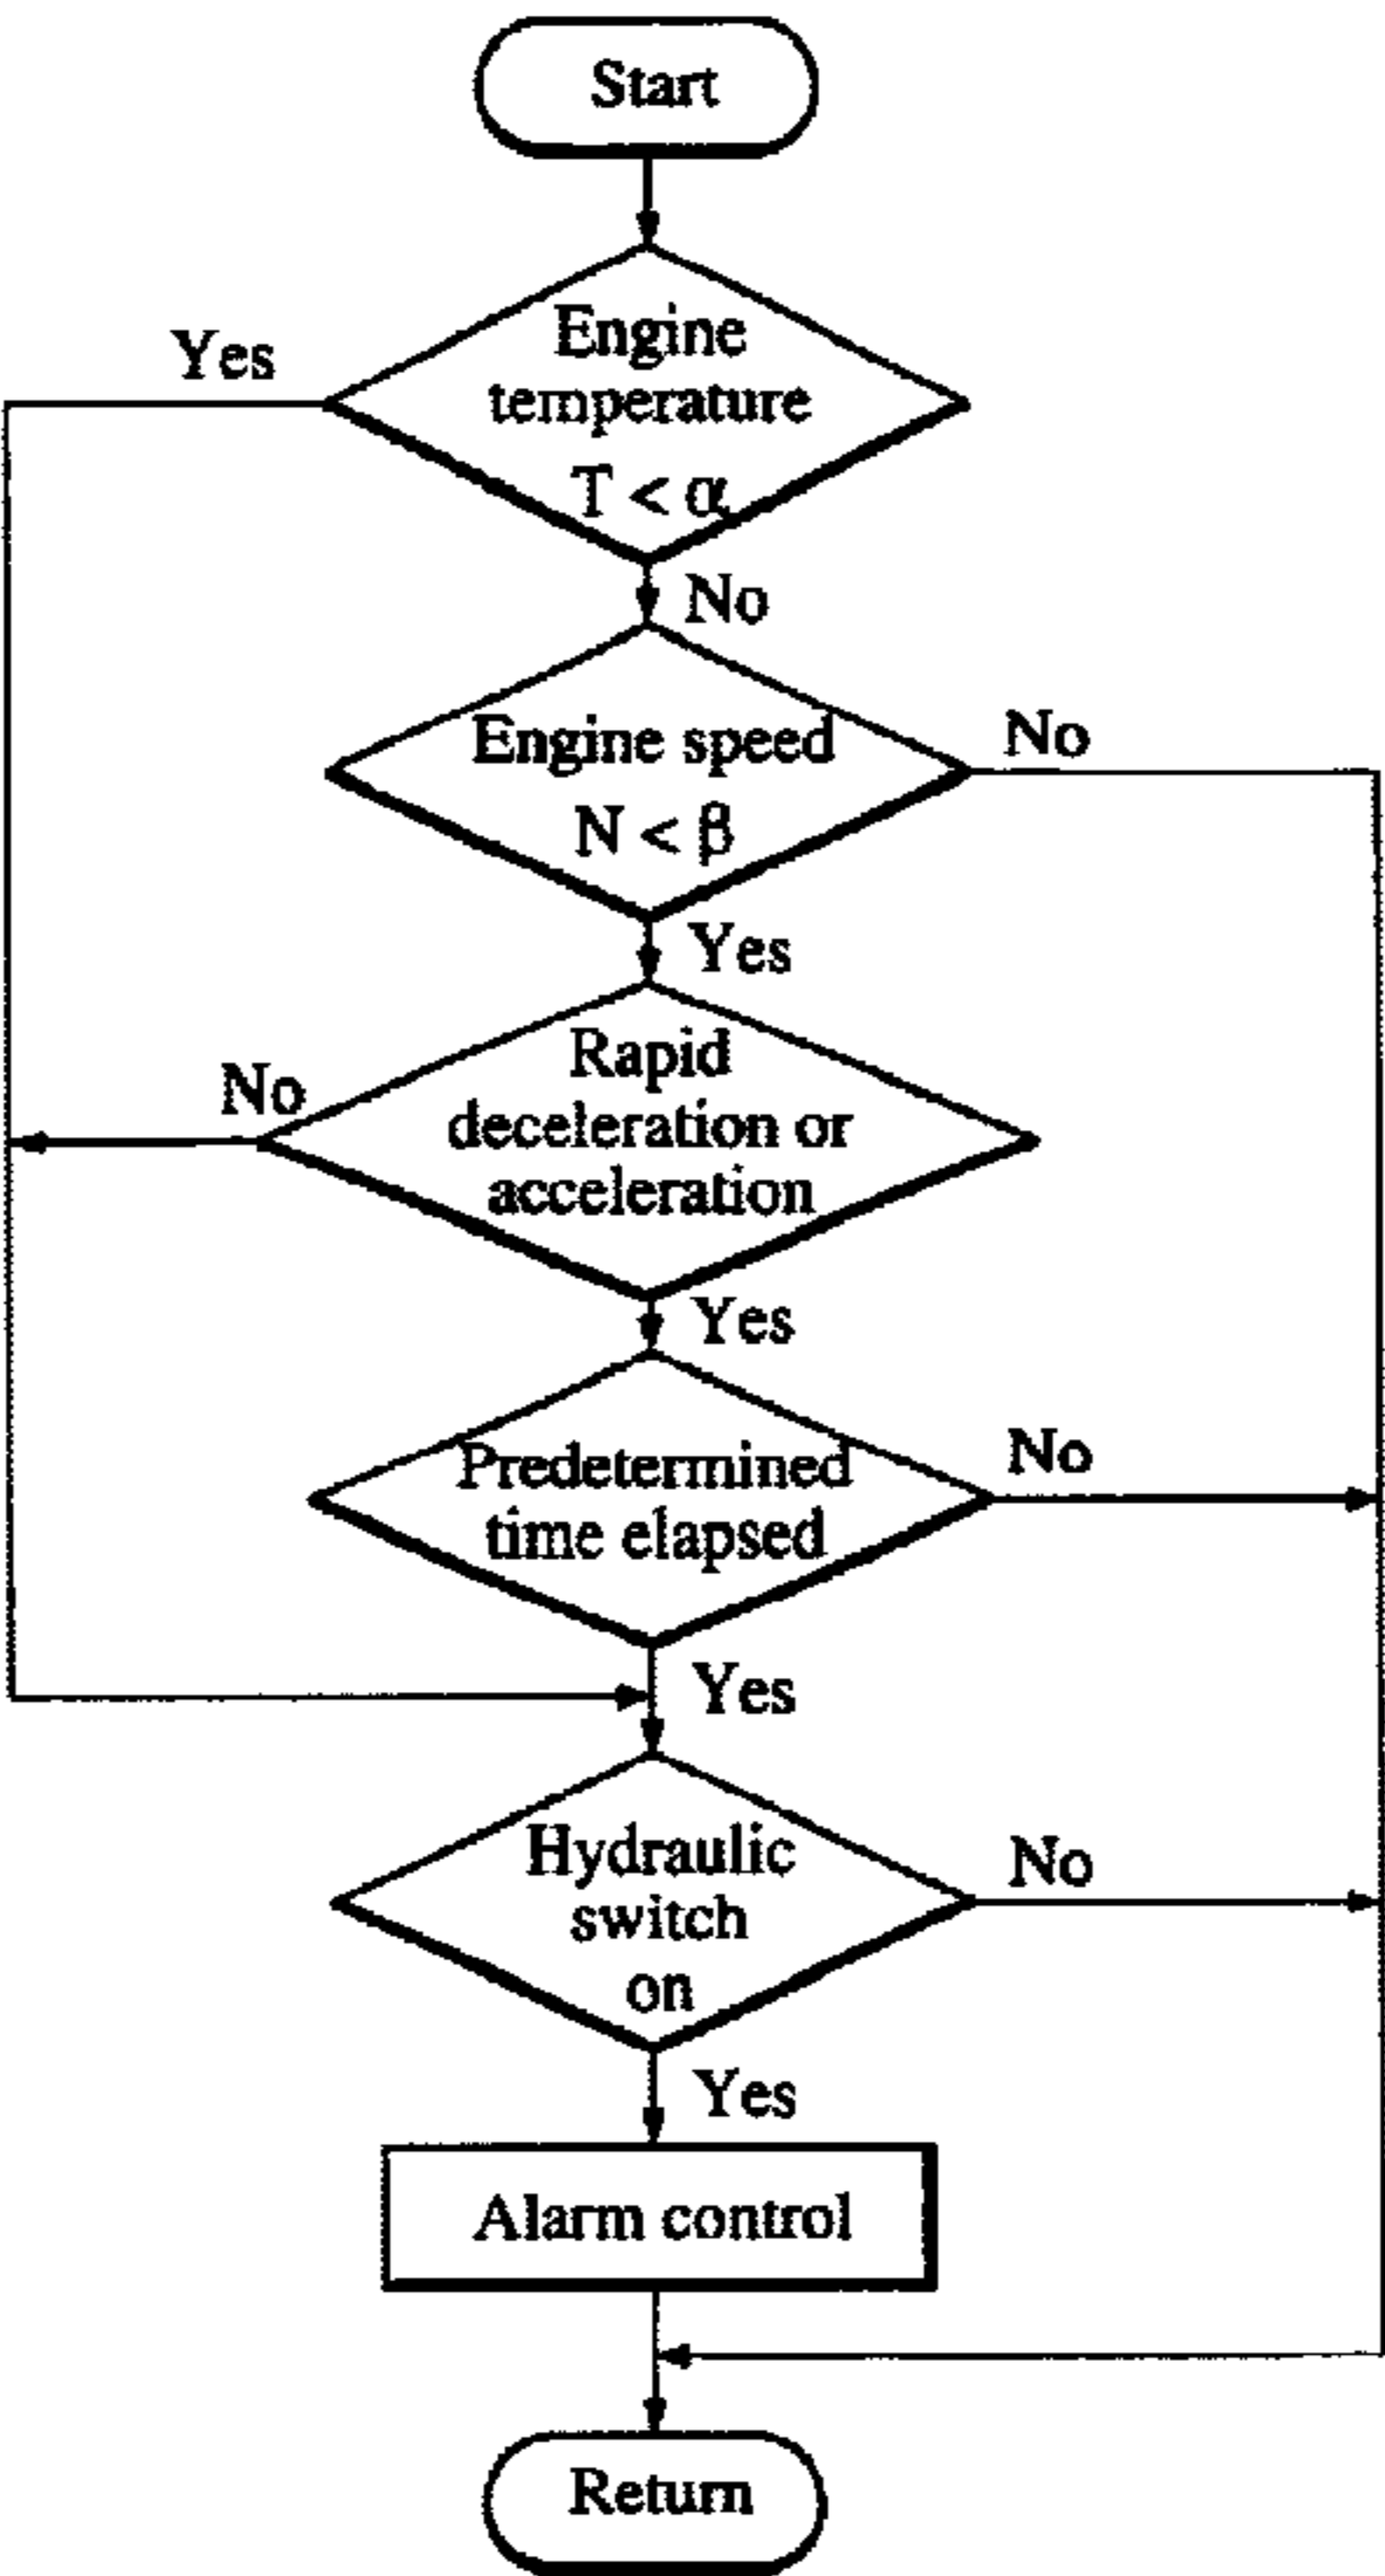 Start
Engine
temperature
Yes
T < α
No
Engine speed
No
N < β
Yes
Rapid
No
deceleration or
acceleration
Yes
Predetermined
No
time elapsed
Yes
Hydraulic
No
switch
on
Yes
Alarm control
Return